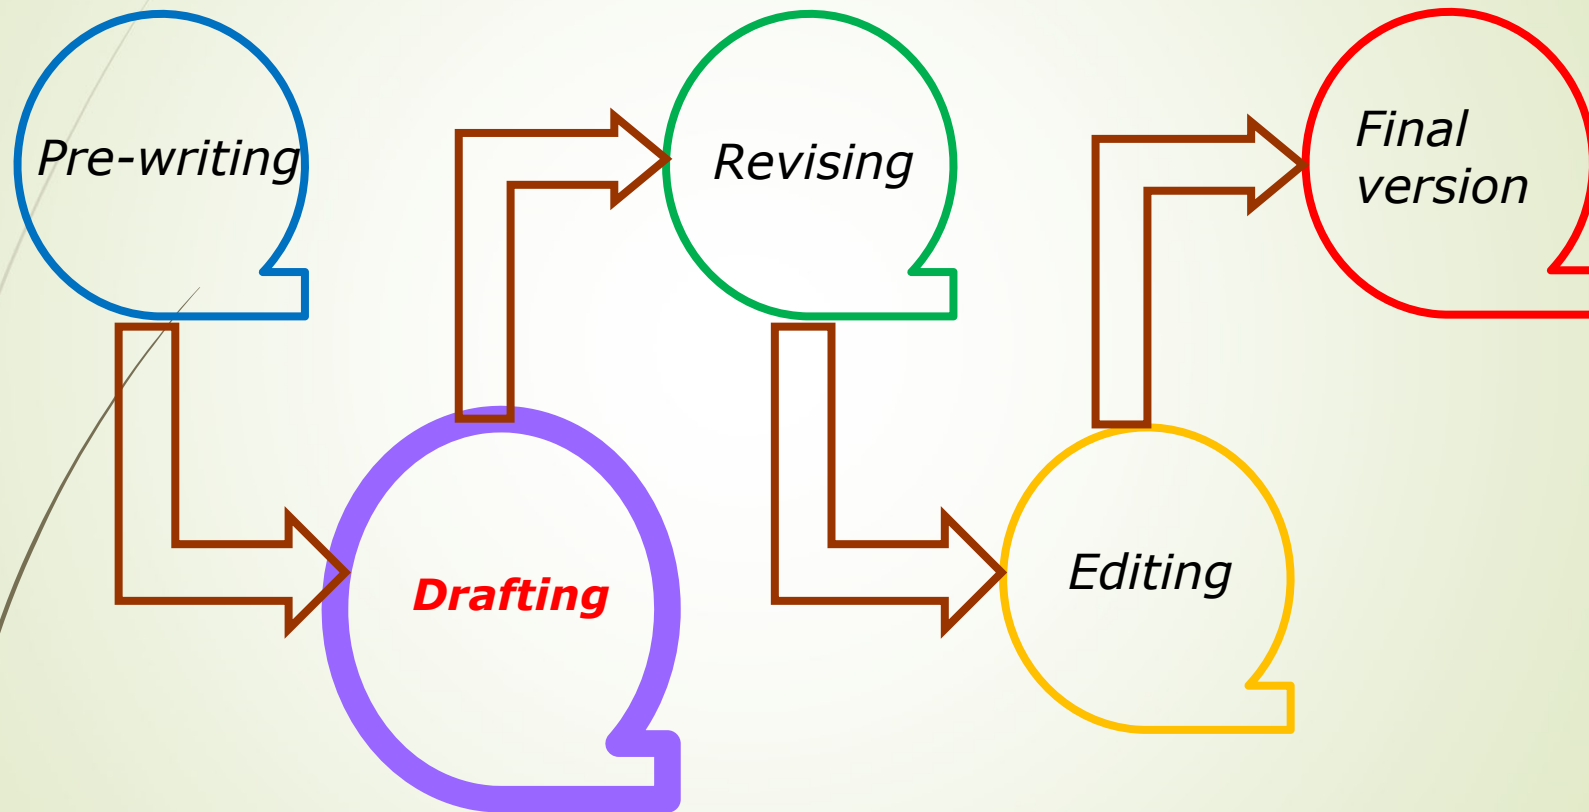 Pre-writing
Drafting
Revising
Editing
Final
version